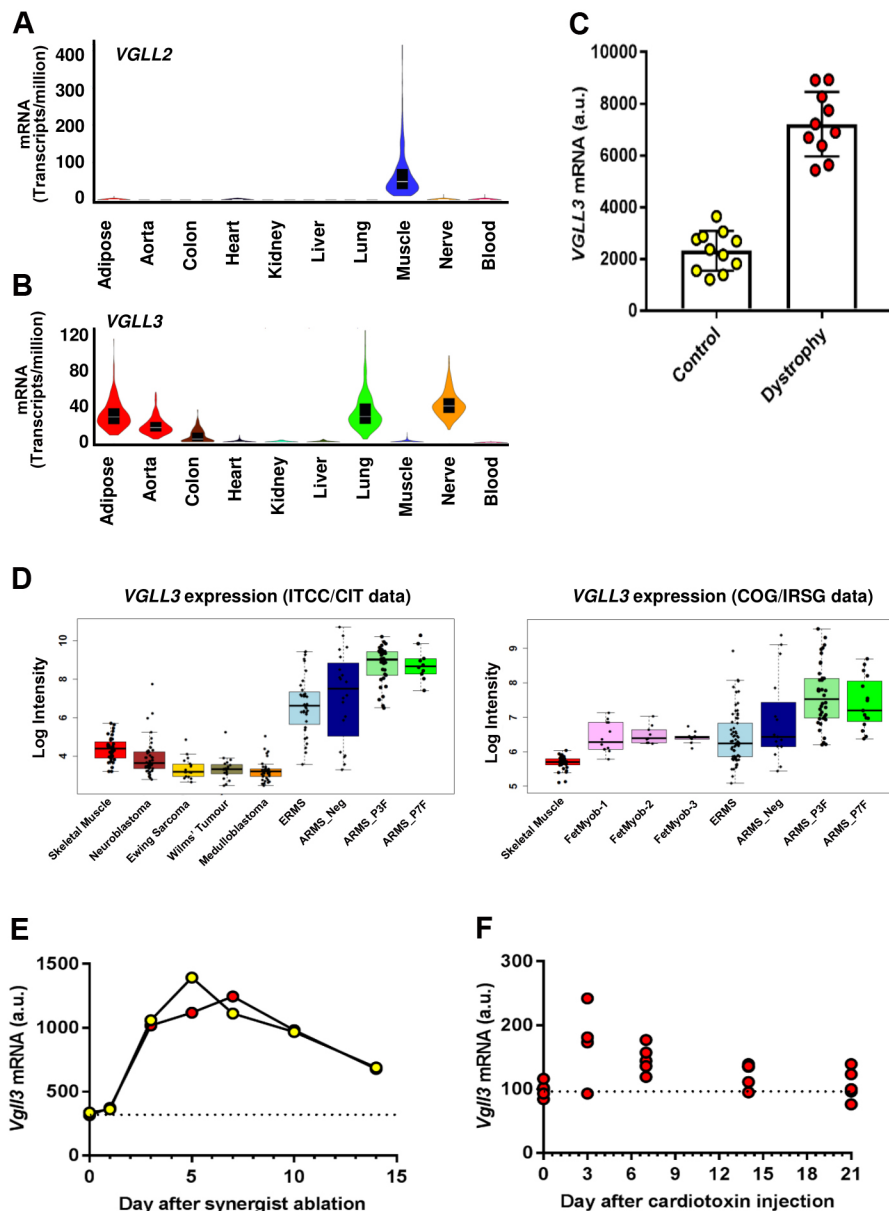 A
VGLL2
mRNA
(Transcripts/million)
400
300
200
100
0
Adipose
Aorta
Colon
Heart
Kidney
Liver
Lung
Muscle
Nerve
Blood
B
VGLL3
mRNA
(Transcripts/million)
120
80
40
0
Adipose
Aorta
Colon
Heart
Kidney
Liver
Lung
Muscle
Nerve
Blood
C
VGLL3 mRNA (a.u.)
10000
8000
6000
4000
2000
0
Control
Dystrophy
D
VGLL3 expression (ITCC/CIT data)
Log Intensity
10
8
6
4
Skeletal Muscle
Neuroblastoma
Ewing Sarcoma
Wilms' Tumour
Medulloblastoma
ERMS
ARMS_Neg
ARMS_P3F
ARMS_P7F
VGLL3 expression (COG/IRSG data)
Log Intensity
9
8
7
6
5
Skeletal Muscle
FetMyob-1
FetMyob-2
FetMyob-3
ERMS
ARMS_Neg
ARMS_P3F
ARMS_P7F
E
Vgll3 mRNA (a.u.)
1500
1000
500
0
0 5 10 15
Day after synergist ablation
F
Vgll3 mRNA (a.u.)
300
200
100
0
0 3 6 9 12 15 18 21
Day after cardiotoxin injection